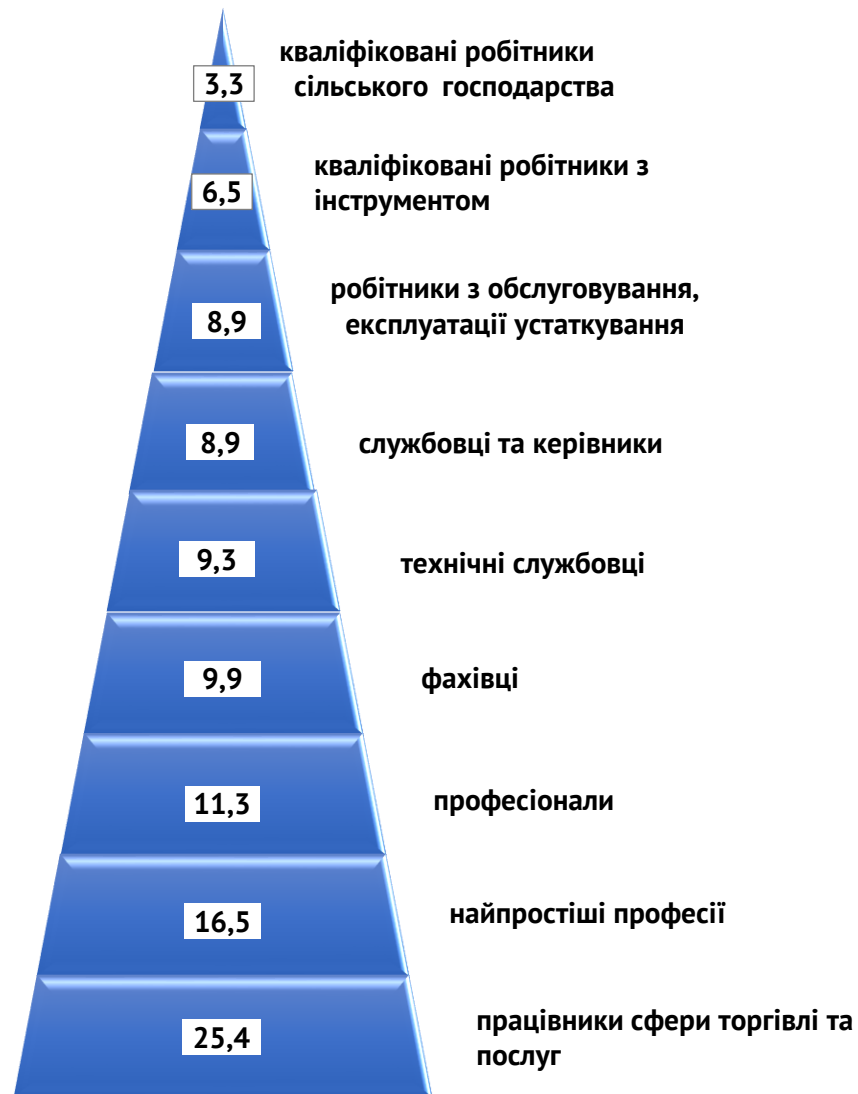 кваліфіковані робітники
3,3
сільського господарства
кваліфіковані робітники з
6,5
інструментом
робітники з обслуговування,
8,9
експлуатації устаткування
8,9
службовці та керівники
9,3
технічні службовці
9,9
фахівці
11,3
професіонали
16,5
найпростіші професії
25,4
працівники сфери торгівлі та
послуг